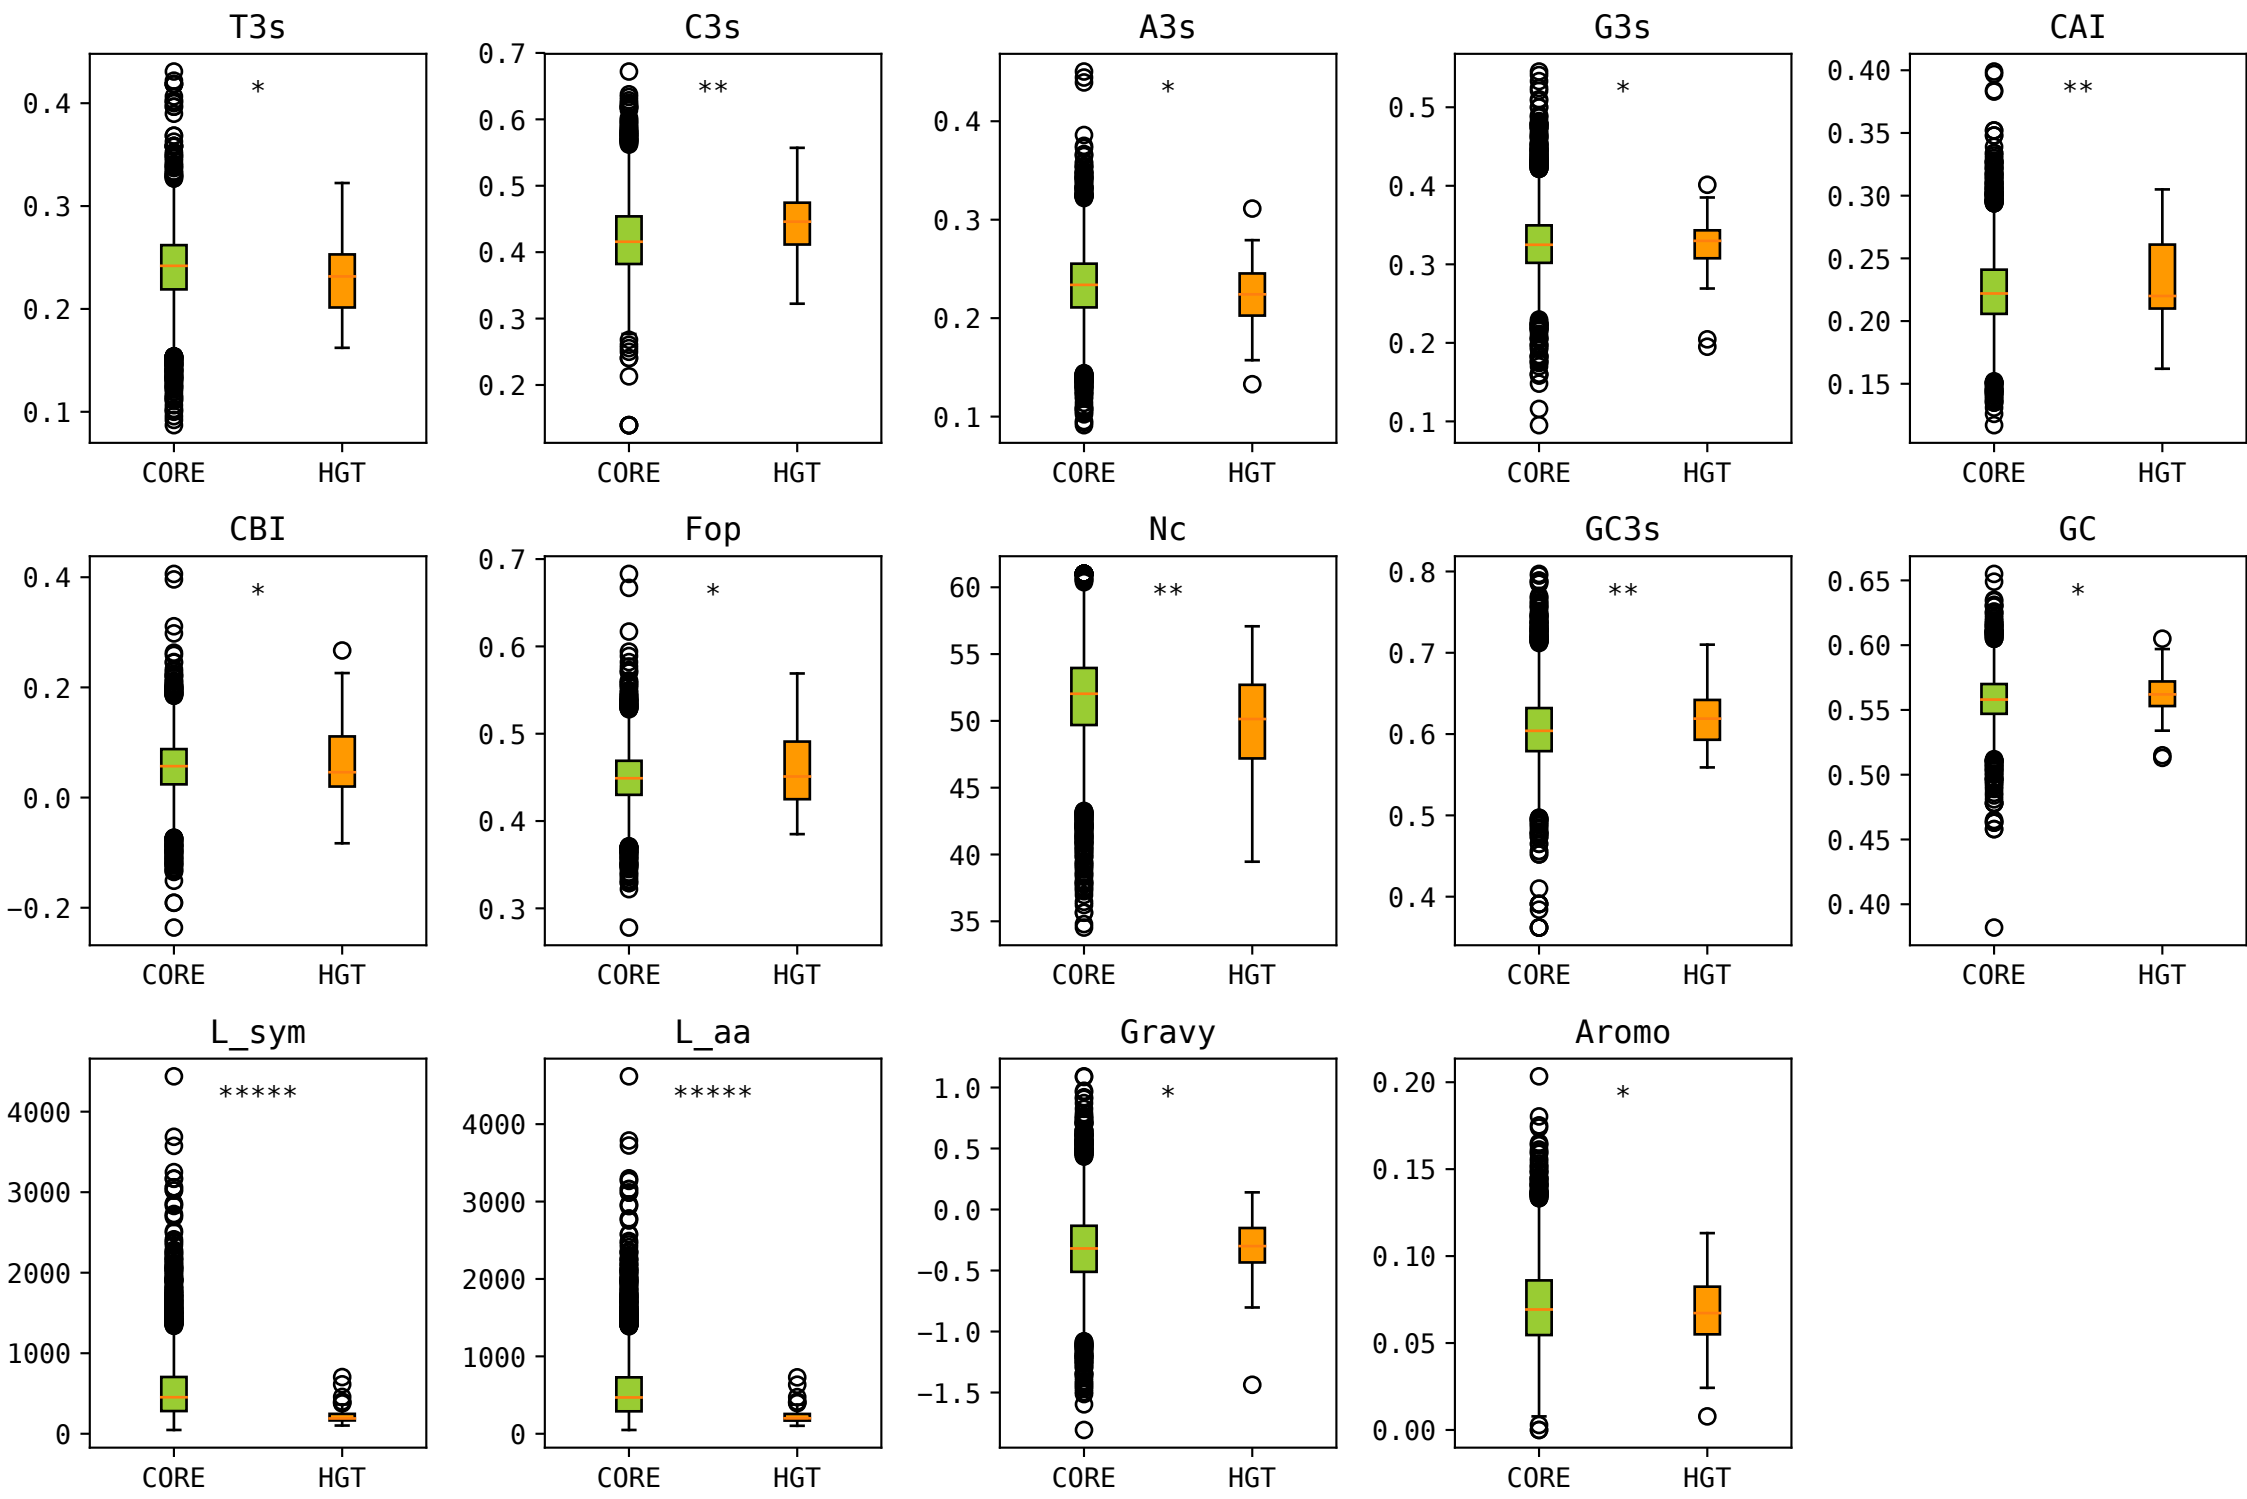 T3s C3s A3s G3s CAI
* ** * * **
0.4 0.3 0.2 0.1
CORE HGT
0.7 0.6 0.5 0.4 0.3 0.2
CORE HGT
0.4 0.3 0.2 0.1
CORE HGT
0.5 0.4 0.3 0.2 0.1
CORE HGT
0.40 0.35 0.30 0.25 0.20 0.15
CORE HGT
CBI Fop Nc GC3s GC
* * ** ** *
0.4 0.2 0.0 −0.2
CORE HGT
0.7 0.6 0.5 0.4 0.3
CORE HGT
60 55 50 45 40 35
CORE HGT
0.8 0.7 0.6 0.5 0.4
CORE HGT
0.65 0.60 0.55 0.50 0.45 0.40
CORE HGT
L_sym L_aa Gravy Aromo
***** ***** * *
4000 3000 2000 1000 0
CORE HGT
4000 3000 2000 1000 0
CORE HGT
1.0 0.5 0.0 −0.5 −1.0 −1.5
CORE HGT
0.20 0.15 0.10 0.05 0.00
CORE HGT